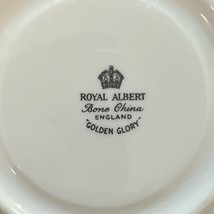 ROYAL ALBERT
Bone China
ENGLAND
"GOLDEN GLORY"